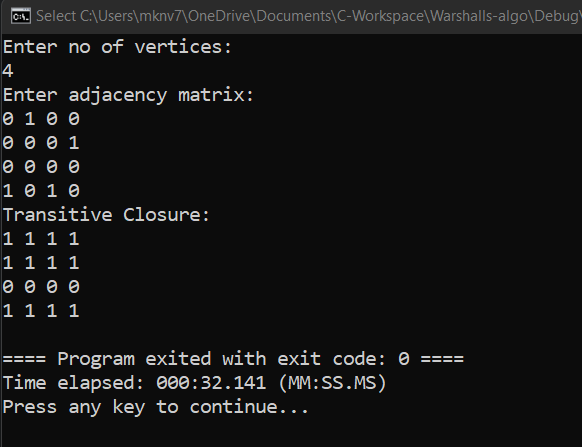 Select C:\Users\mknv7\OneDrive\Documents\C-Workspace\Warshalls-algo\Debug\
Enter no of vertices:
4
Enter adjacency matrix:
0 1 0 0
0 0 0 1
0 0 0 0
1 0 1 0
Transitive Closure:
1 1 1 1
1 1 1 1
0 0 0 0
1 1 1 1
==== Program exited with exit code: 0 ====
Time elapsed: 000:32.141 (MM:SS.MS)
Press any key to continue...